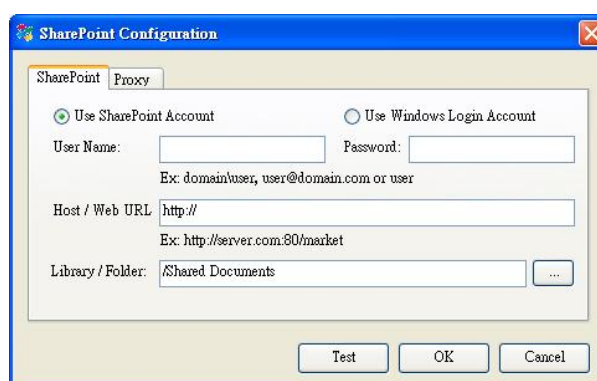 SharePoint Configuration
SharePoint Proxy
Use SharePoint Account Use Windows Login Account
User Name: Password:
Ex: domain\user, user@domain.com or user
Host / Web URL http://
Ex: http://server.com:80/market
Library / Folder: /Shared Documents ...
Test OK Cancel